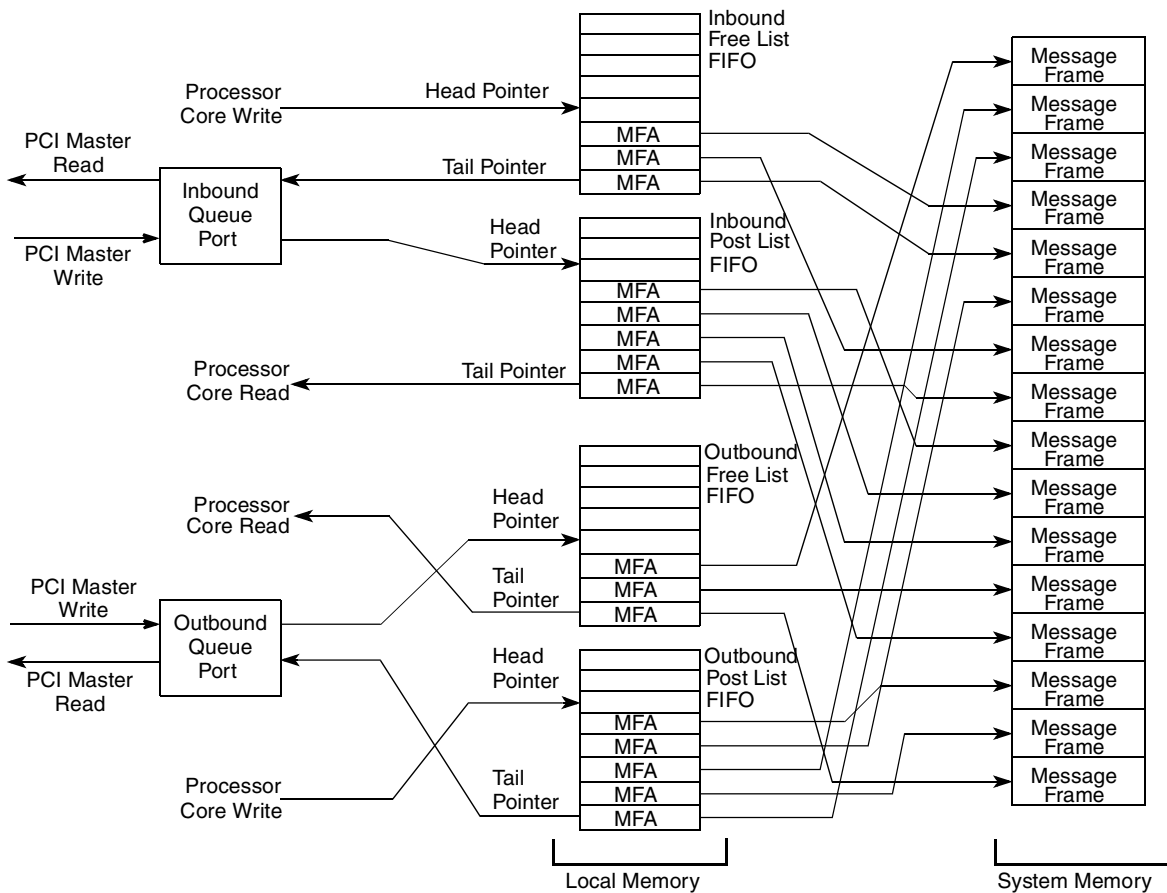 Inbound
Free List
FIFO
Processor
Core Write
Head Pointer
PCI Master
Read
Tail Pointer
Inbound
Queue
Port
PCI Master
Write
MFA
MFA
MFA
Inbound
Post List
FIFO
Head
Pointer
MFA
MFA
MFA
MFA
MFA
Processor
Core Read
Tail Pointer
Outbound
Free List
FIFO
Processor
Core Read
Head
Pointer
Tail
Pointer
MFA
MFA
MFA
PCI Master
Write
Outbound
Queue
Port
PCI Master
Read
Outbound
Post List
FIFO
Head
Pointer
MFA
MFA
MFA
MFA
MFA
Processor
Core Write
Tail
Pointer
Message
Frame
Message
Frame
Message
Frame
Message
Frame
Message
Frame
Message
Frame
Message
Frame
Message
Frame
Message
Frame
Message
Frame
Message
Frame
Message
Frame
Message
Frame
Message
Frame
Message
Frame
Message
Frame
Local Memory
System Memory